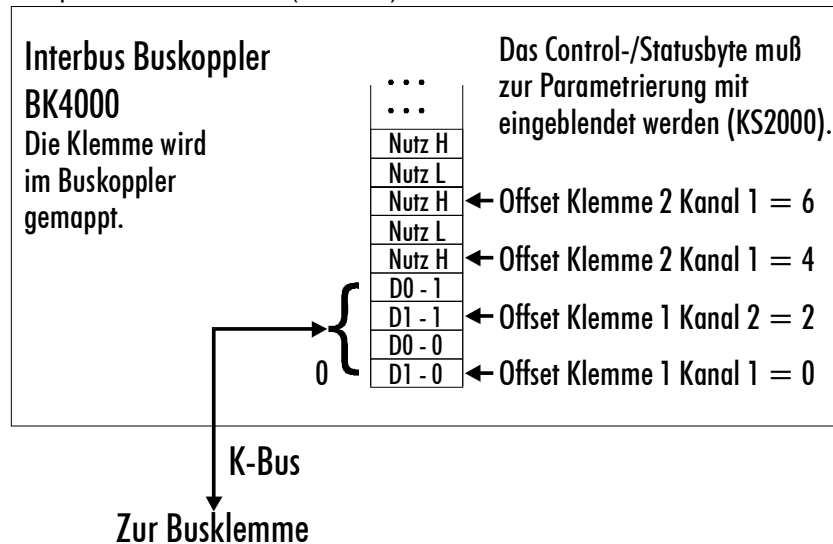 Interbus Buskoppler
BK4000
Die Klemme wird
im Buskoppler
gemappt.
Das Control-/Statusbyte muß
zur Parametrierung mit
eingeblendet werden (KS2000).
...
...
Nutz H
Nutz L
Nutz H
Offset Klemme 2 Kanal 1 = 6
Nutz L
Nutz H
Offset Klemme 2 Kanal 1 = 4
D0 - 1
D1 - 1
Offset Klemme 1 Kanal 2 = 2
D0 - 0
0
D1 - 0
Offset Klemme 1 Kanal 1 = 0
K-Bus
Zur Busklemme